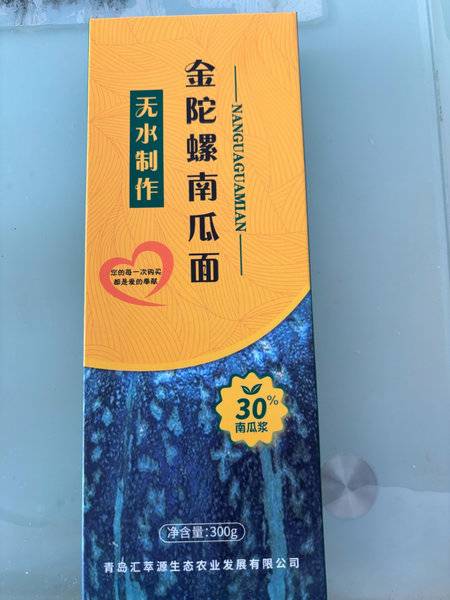 金陀螺南瓜面
NANGUAGUAMIAN
无水制作
您的每一次购买
都是爱的奉献
30%
南瓜浆
净含量:300g
青岛汇萃源生态农业发展有限公司